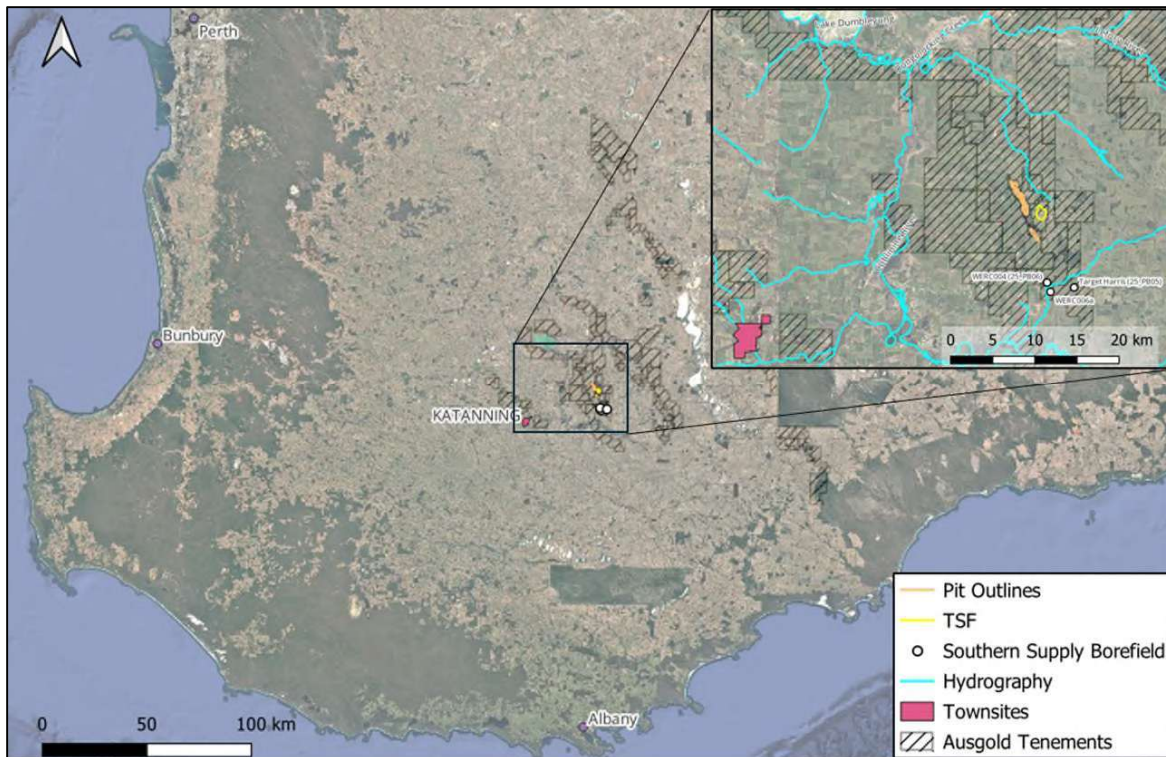 Perth
Lake Dumbleyung
WERC004 (25_PB06)
Target Harris (25_PB05)
WERC006a
0 5 10 15 20 km
Bunbury
KATANNING
Pit Outlines
TSF
Southern Supply Borefield
Hydrography
Townsites
Ausgold Tenements
Albany
0 50 100 km